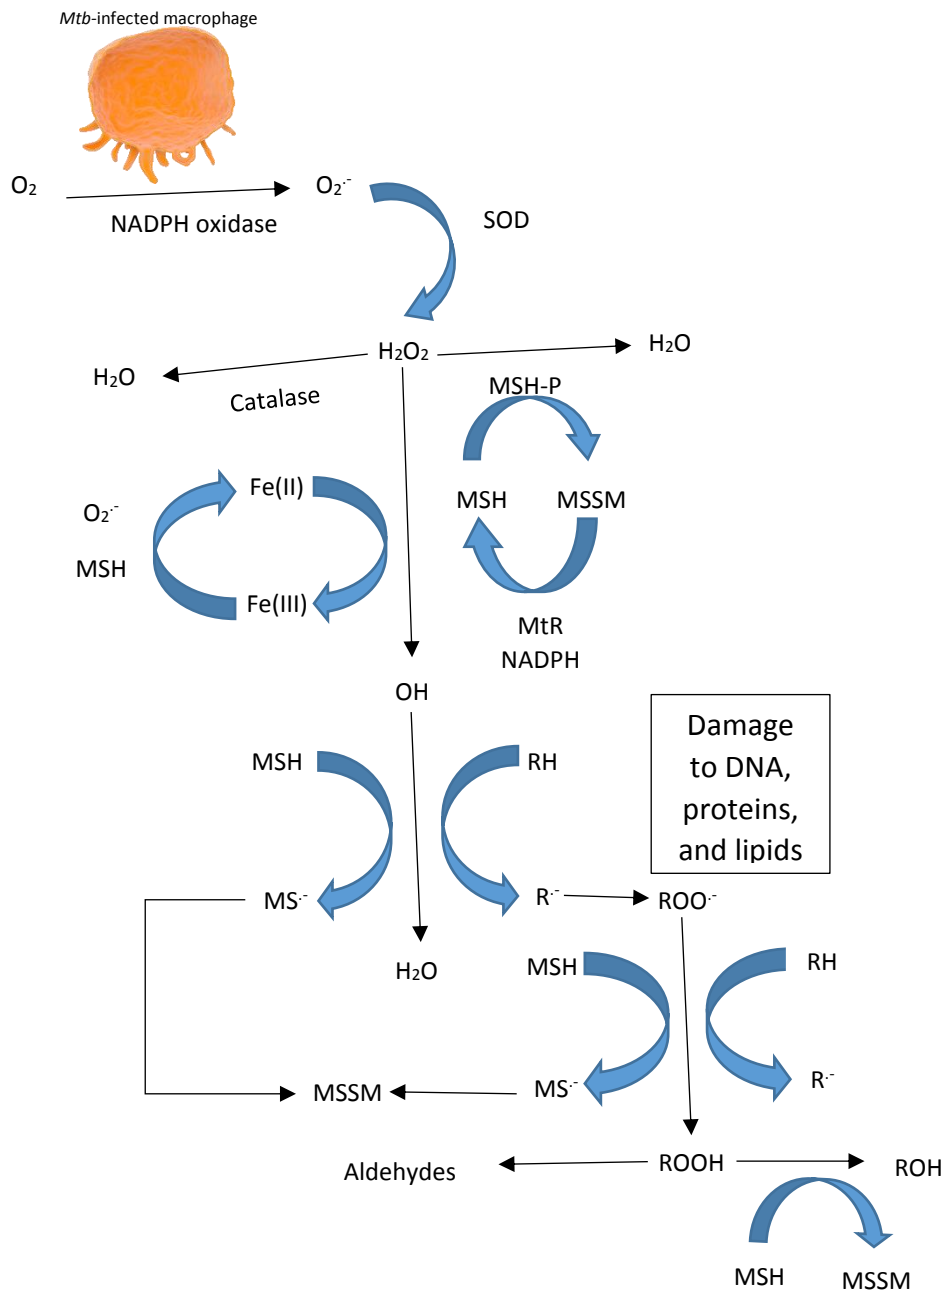 Mtb-infected macrophage
O₂
O₂·⁻
NADPH oxidase
SOD
H₂O₂
H₂O
H₂O
Catalase
MSH-P
Fe(II)
MSH
MSSM
O₂·⁻
MSH
Fe(III)
MtR
NADPH
OH
Damage
to DNA,
proteins,
and lipids
MSH
RH
MS·⁻
R·⁻
ROO·⁻
H₂O
MSH
RH
MSSM
MS·⁻
R·⁻
Aldehydes
ROOH
ROH
MSH
MSSM